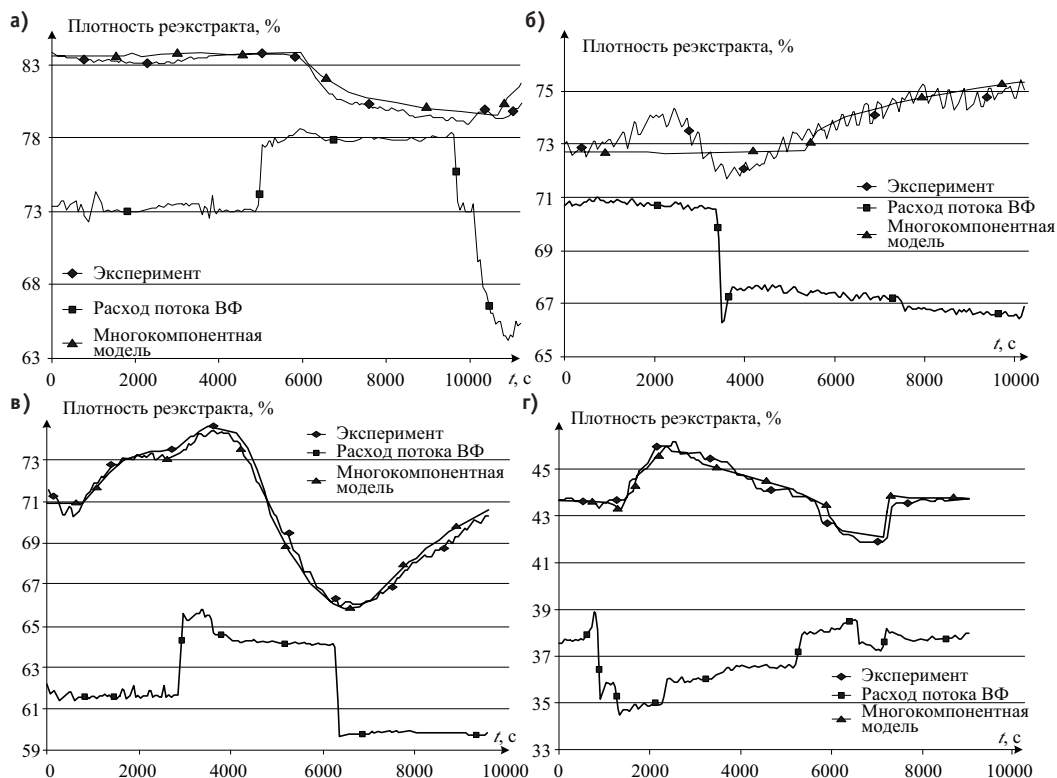 а)
Плотность реэкстракта, %
83
78
73
68
63
Эксперимент
Расход потока ВФ
Многокомпонентная
модель
0 2000 4000 6000 8000 10000
t, с
б)
Плотность реэкстракта, %
75
73
71
69
67
65
Эксперимент
Расход потока ВФ
Многокомпонентная
модель
t, с
0 2000 4000 6000 8000 10000
в)
Плотность реэкстракта, %
73
71
69
67
65
63
61
59
Эксперимент
Расход потока ВФ
Многокомпонентная
модель
t, с
0 2000 4000 6000 8000 10000
г)
Плотность реэкстракта, %
45
43
41
39
37
35
33
Эксперимент
Расход потока ВФ
Многокомпонентная
модель
t, с
0 2000 4000 6000 8000 10000